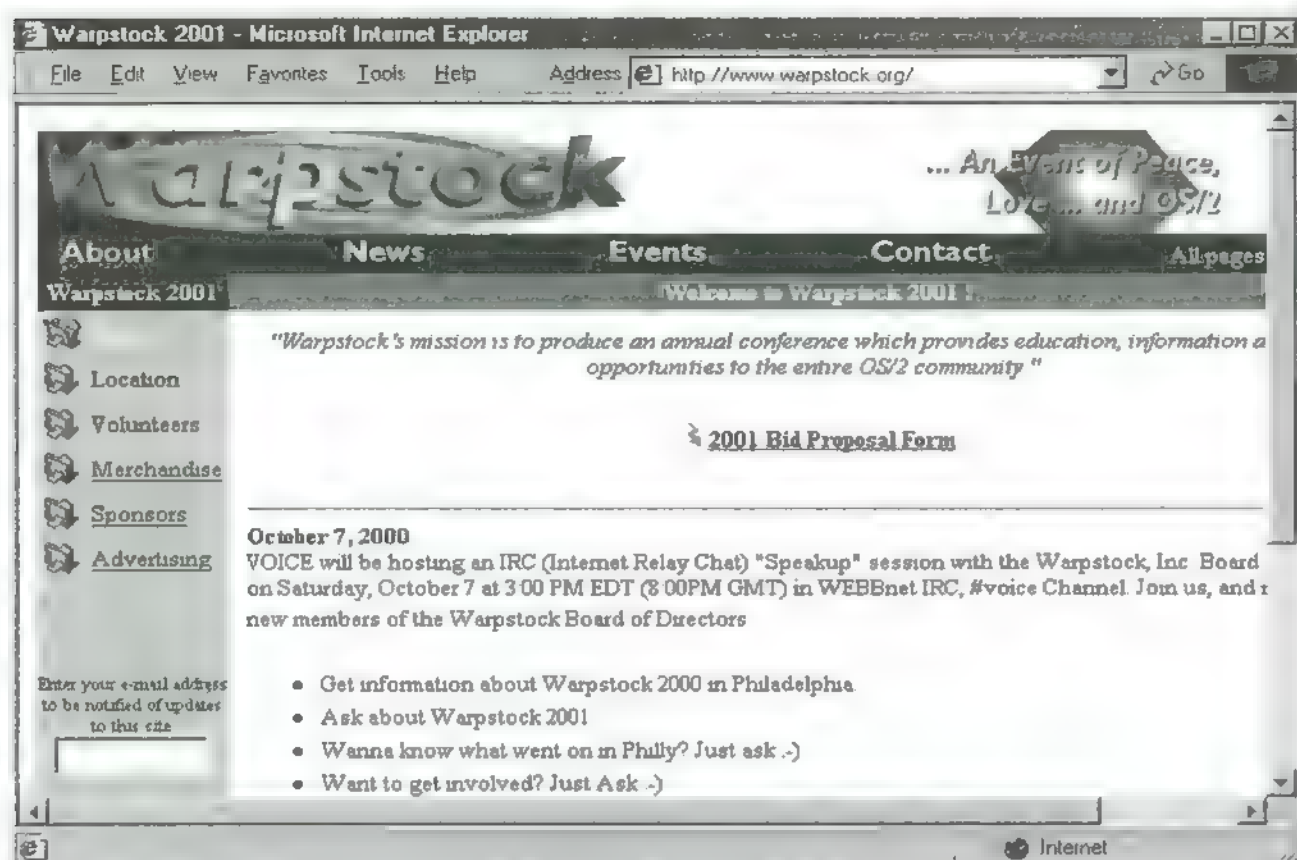 Warpstock 2001 - Microsoft Internet Explorer
File Edit View Favorites Tools Help Address http://www.warpstock.org/ Go
Warpstock
... An Event of Peace,
Love ... and OS/2
About News Events Contact All pages
Warpstock 2001 Welcome to Warpstock 2001 !
"Warpstock's mission is to produce an annual conference which provides education, information a
opportunities to the entire OS/2 community "
Location
Volunteers
Merchandise
Sponsors
Advertising
Enter your e-mail address
to be notified of updates
to this site
2001 Bid Proposal Form
October 7, 2000
VOICE will be hosting an IRC (Internet Relay Chat) "Speakup" session with the Warpstock, Inc Board
on Saturday, October 7 at 3:00 PM EDT (8:00PM GMT) in WEBBnet IRC, #voice Channel. Join us, and
new members of the Warpstock Board of Directors
• Get information about Warpstock 2000 in Philadelphia
• Ask about Warpstock 2001
• Wanna know what went on in Philly? Just ask :-)
• Want to get involved? Just Ask :-)
Internet